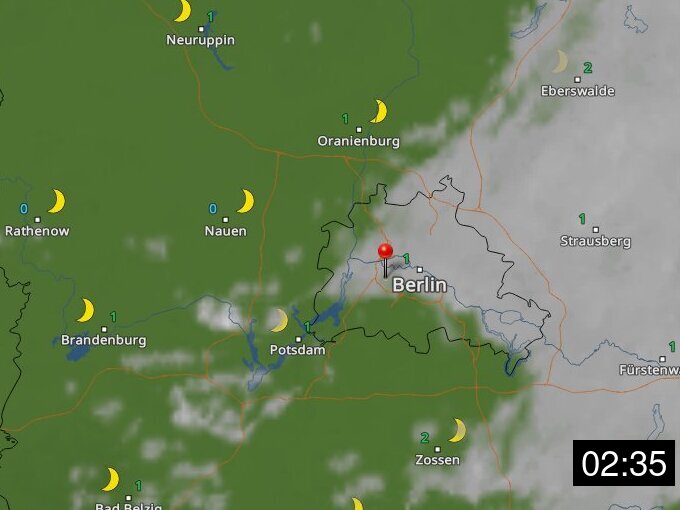 1
Neuruppin
2
Eberswalde
1
Oranienburg
0
Rathenow
0
Nauen
1
Strausberg
1
Berlin
1
Brandenburg
1
Potsdam
1
Fürstenwa
2
Zossen
02:35
1
Bad Belzig